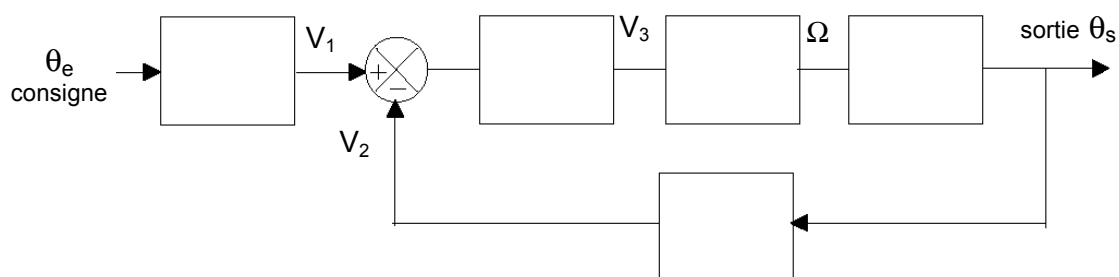 θe
consigne
V1
+
−
V2
V3
Ω
sortie θs